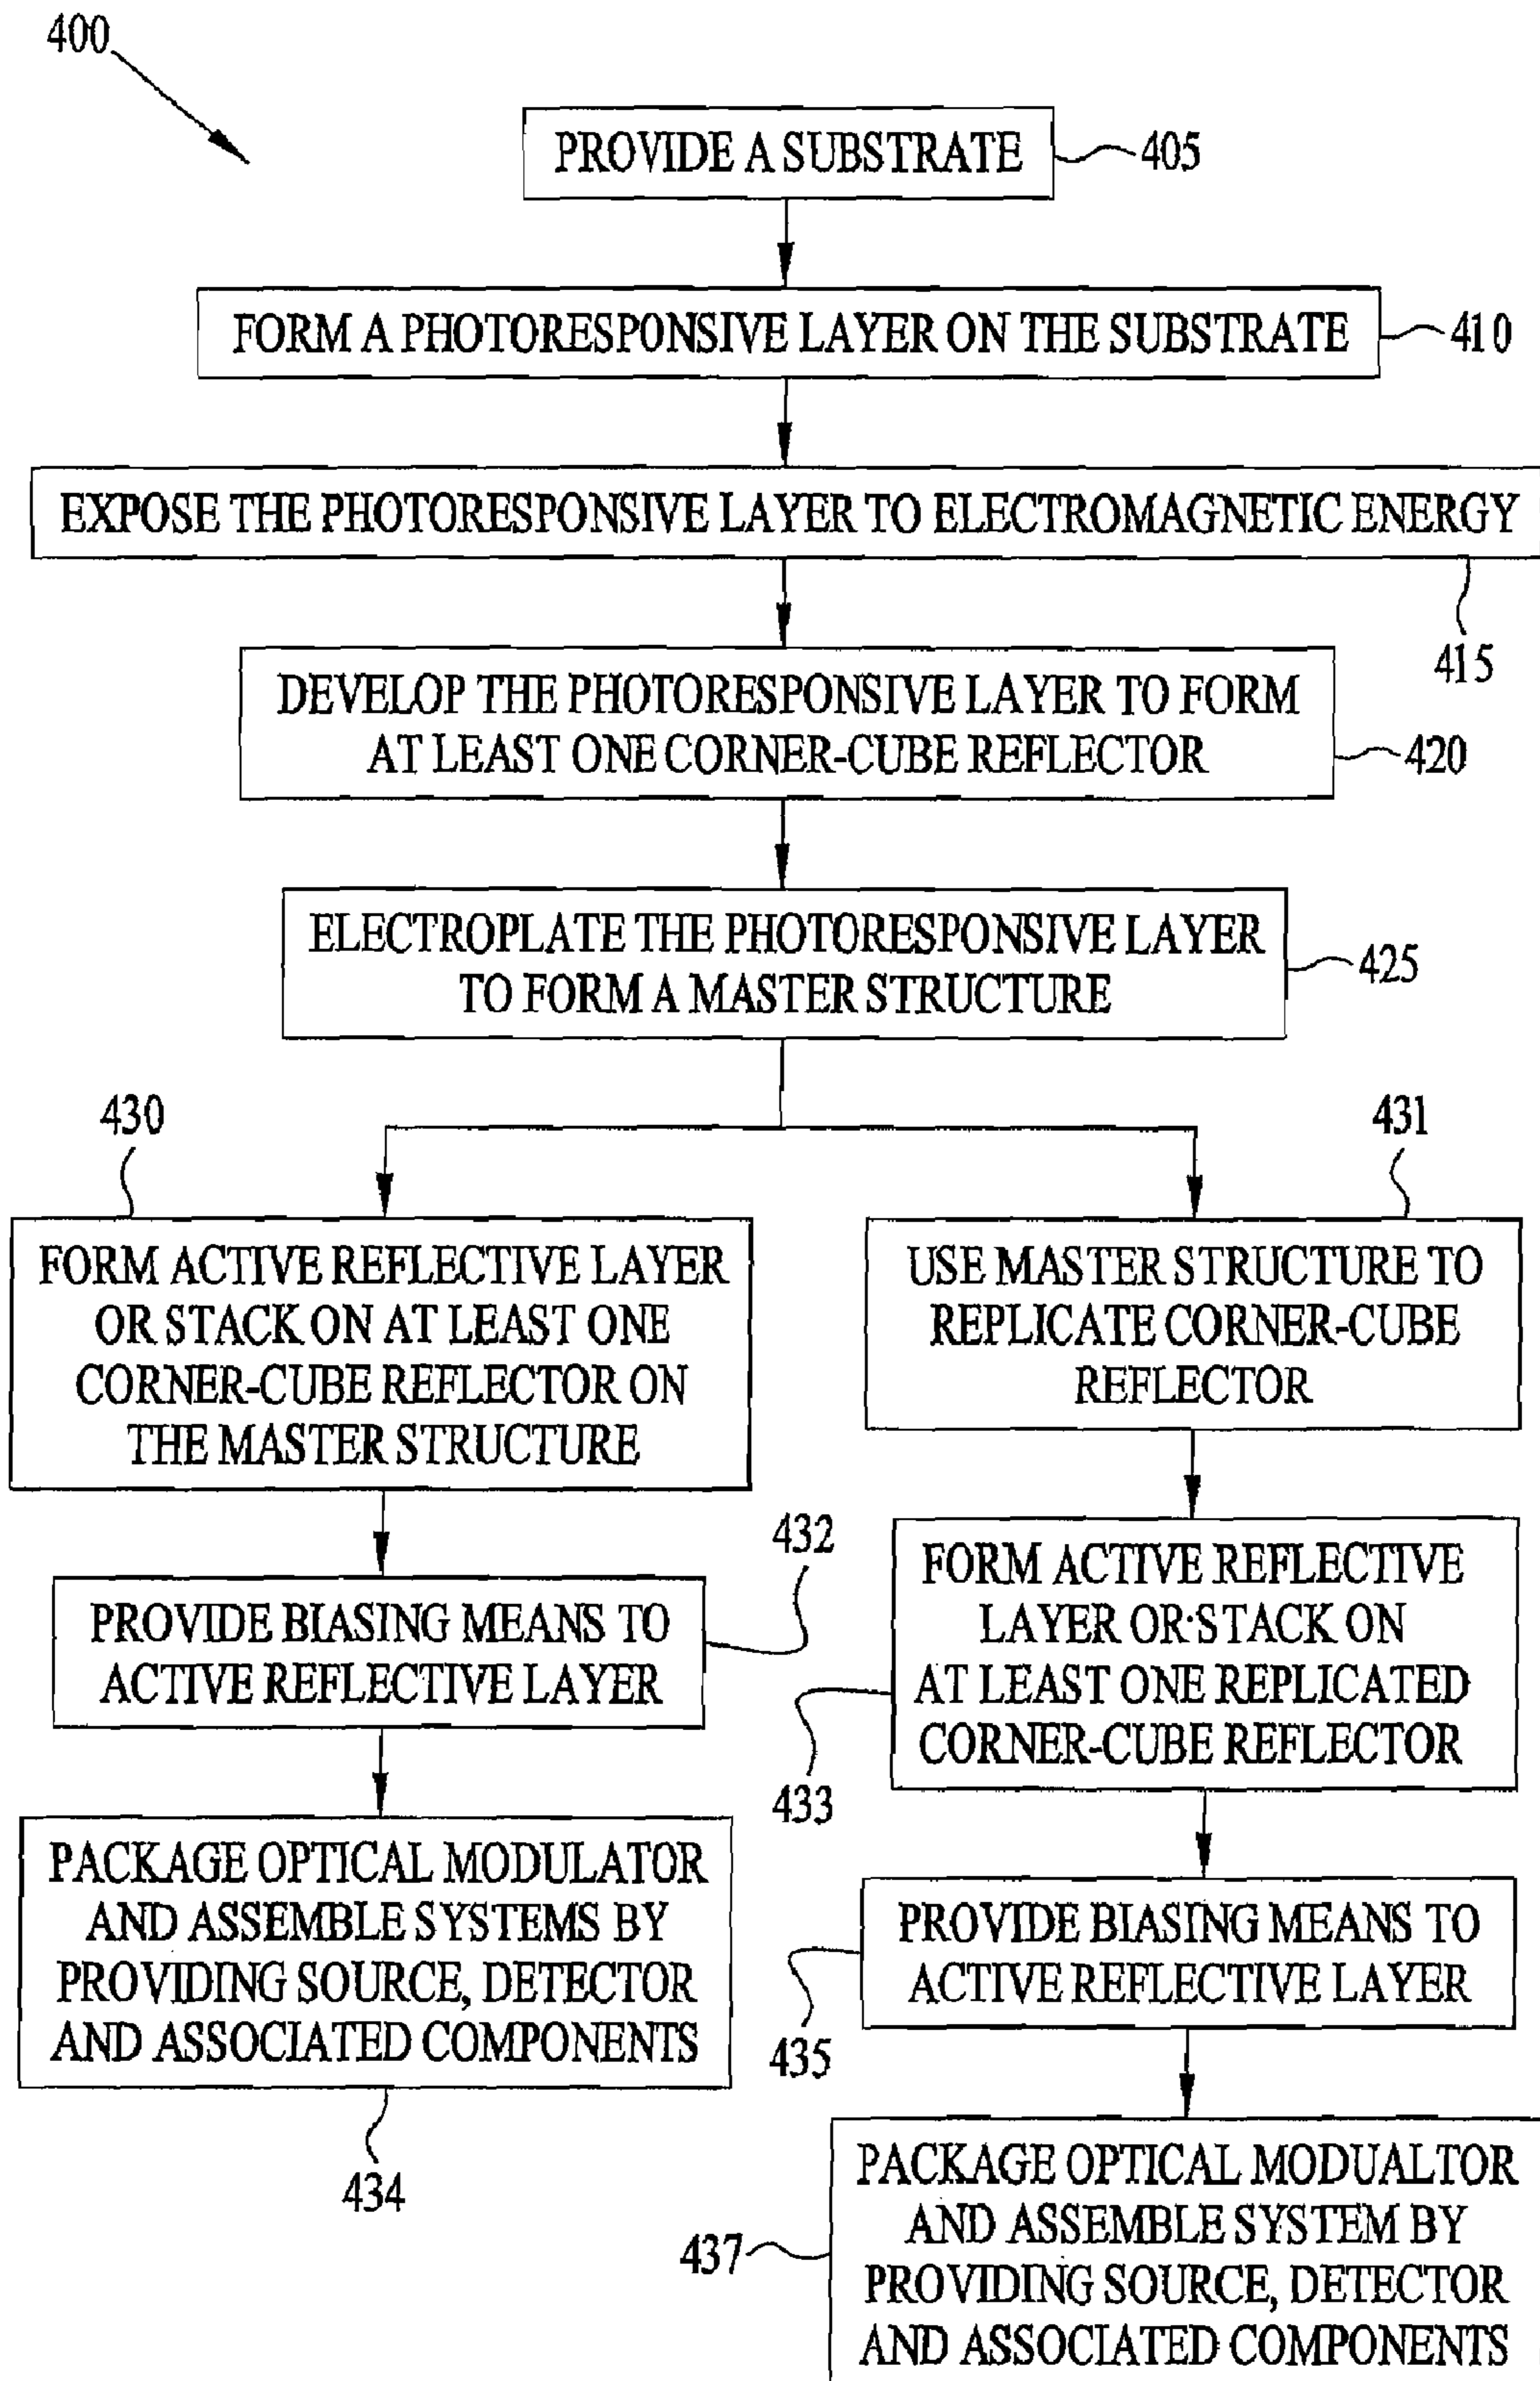 400
PROVIDE A SUBSTRATE
405
FORM A PHOTORESPONSIVE LAYER ON THE SUBSTRATE
410
EXPOSE THE PHOTORESPONSIVE LAYER TO ELECTROMAGNETIC ENERGY
415
DEVELOP THE PHOTORESPONSIVE LAYER TO FORM
AT LEAST ONE CORNER-CUBE REFLECTOR
420
ELECTROPLATE THE PHOTORESPONSIVE LAYER
TO FORM A MASTER STRUCTURE
425
430
FORM ACTIVE REFLECTIVE LAYER
OR STACK ON AT LEAST ONE
CORNER-CUBE REFLECTOR ON
THE MASTER STRUCTURE
431
USE MASTER STRUCTURE TO
REPLICATE CORNER-CUBE
REFLECTOR
432
PROVIDE BIASING MEANS TO
ACTIVE REFLECTIVE LAYER
FORM ACTIVE REFLECTIVE
LAYER OR STACK ON
AT LEAST ONE REPLICATED
CORNER-CUBE REFLECTOR
433
PACKAGE OPTICAL MODULATOR
AND ASSEMBLE SYSTEMS BY
PROVIDING SOURCE, DETECTOR
AND ASSOCIATED COMPONENTS
434
PROVIDE BIASING MEANS TO
ACTIVE REFLECTIVE LAYER
435
PACKAGE OPTICAL MODUALTOR
AND ASSEMBLE SYSTEM BY
PROVIDING SOURCE, DETECTOR
AND ASSOCIATED COMPONENTS
437